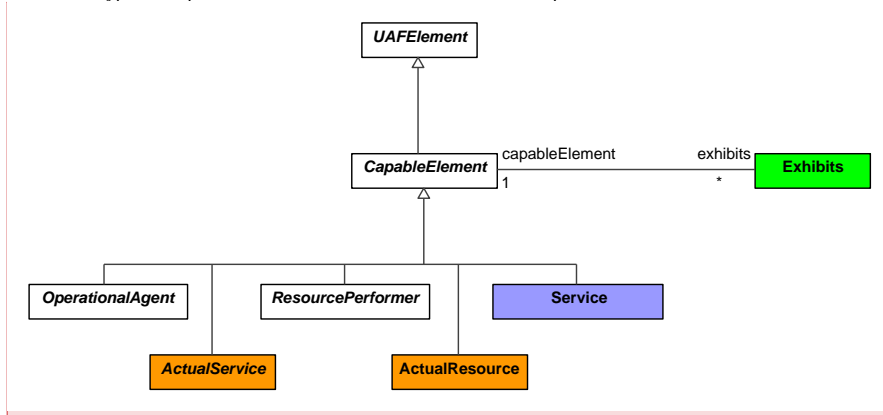 UAFElement
capableElement exhibits
CapableElement Exhibits
1 *
OperationalAgent ResourcePerformer Service
ActualService ActualResource